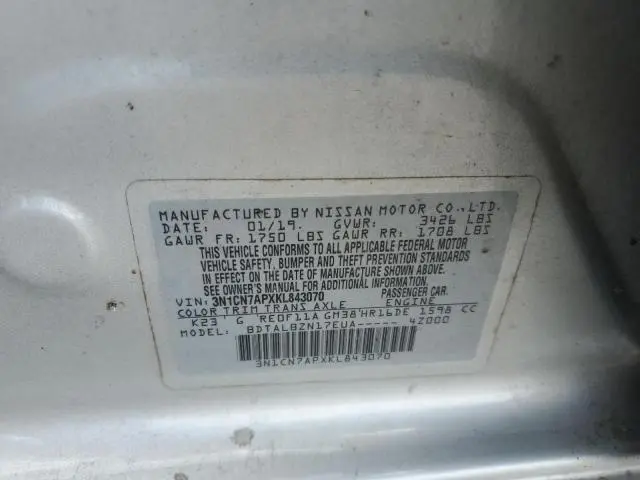 MANUFACTURED BY NISSAN MOTOR CO.,LTD.
DATE: 01/19. GVWR: 3426 LBS
GAWR FR: 1750 LBS GAWR RR: 1708 LBS
THIS VEHICLE CONFORMS TO ALL APPLICABLE FEDERAL MOTOR
VEHICLE SAFETY, BUMPER AND THEFT PREVENTION
STANDARDS IN EFFECT ON THE DATE OF MANUFACTURE SHOWN ABOVE.
SEE OWNER'S MANUAL FOR ADDITIONAL INFORMATION.
VIN: 3N1CN7APXKL843070 PASSENGER CAR.
COLOR TRIM TRANS AXLE ENGINE
K23 G RE0F11A GM38 HR16DE 1598 CC
MODEL: BDTALBZN17EUA----- 4Z000
3N1CN7APXKL843070